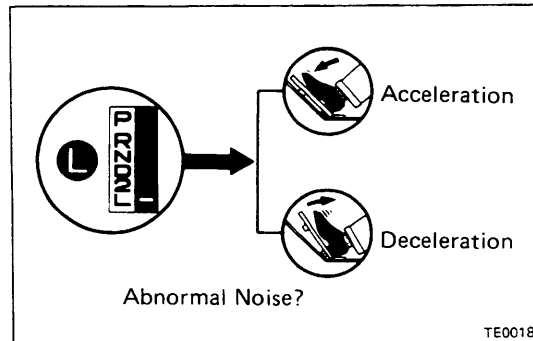 L
P
R
N
D
2
L
Acceleration
Deceleration
Abnormal Noise?
TE0018